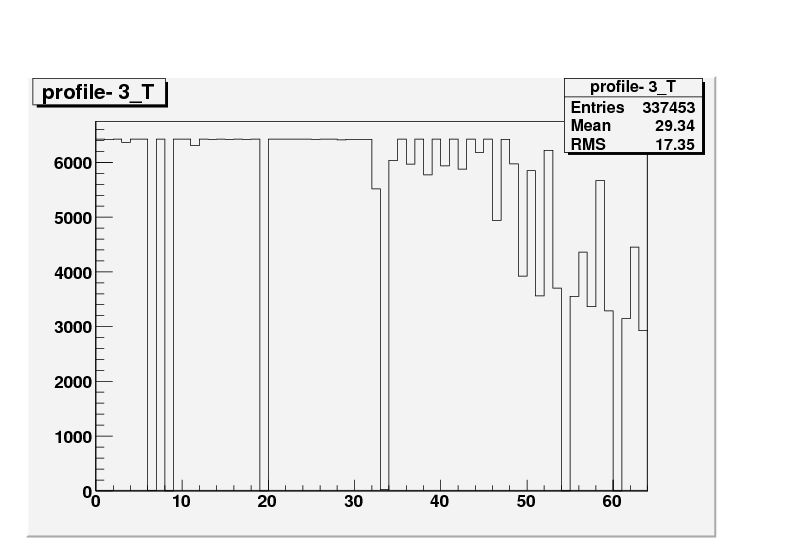 profile- 3_T
profile- 3_T
Entries 337453
Mean 29.34
RMS 17.35
6000
5000
4000
3000
2000
1000
0
0 10 20 30 40 50 60